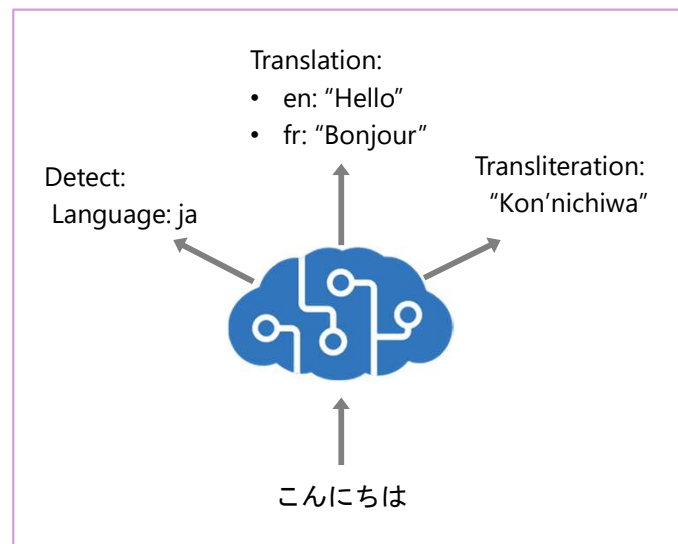 Translation:
• en: “Hello”
• fr: “Bonjour”
Detect:
Language: ja
Transliteration:
“Kon’nichiwa”
こんにちは